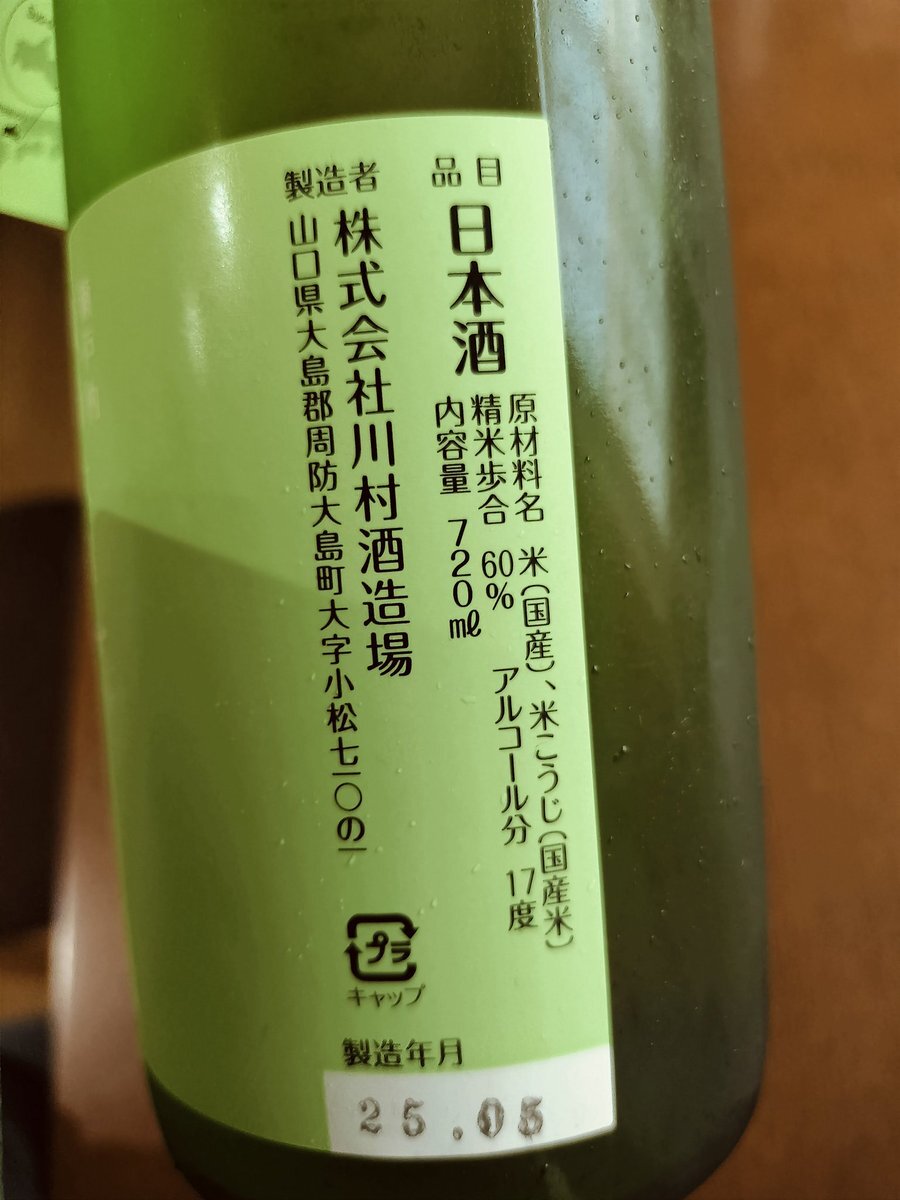 品目
日本酒
原材料名 米(国産)、米こうじ(国産米)
精米歩合 60% アルコール分 17度
内容量 720㎖
製造者
株式会社川村酒造場
山口県大島郡周防大島町大字小松七一〇の一
プラ
キャップ
製造年月
25.05